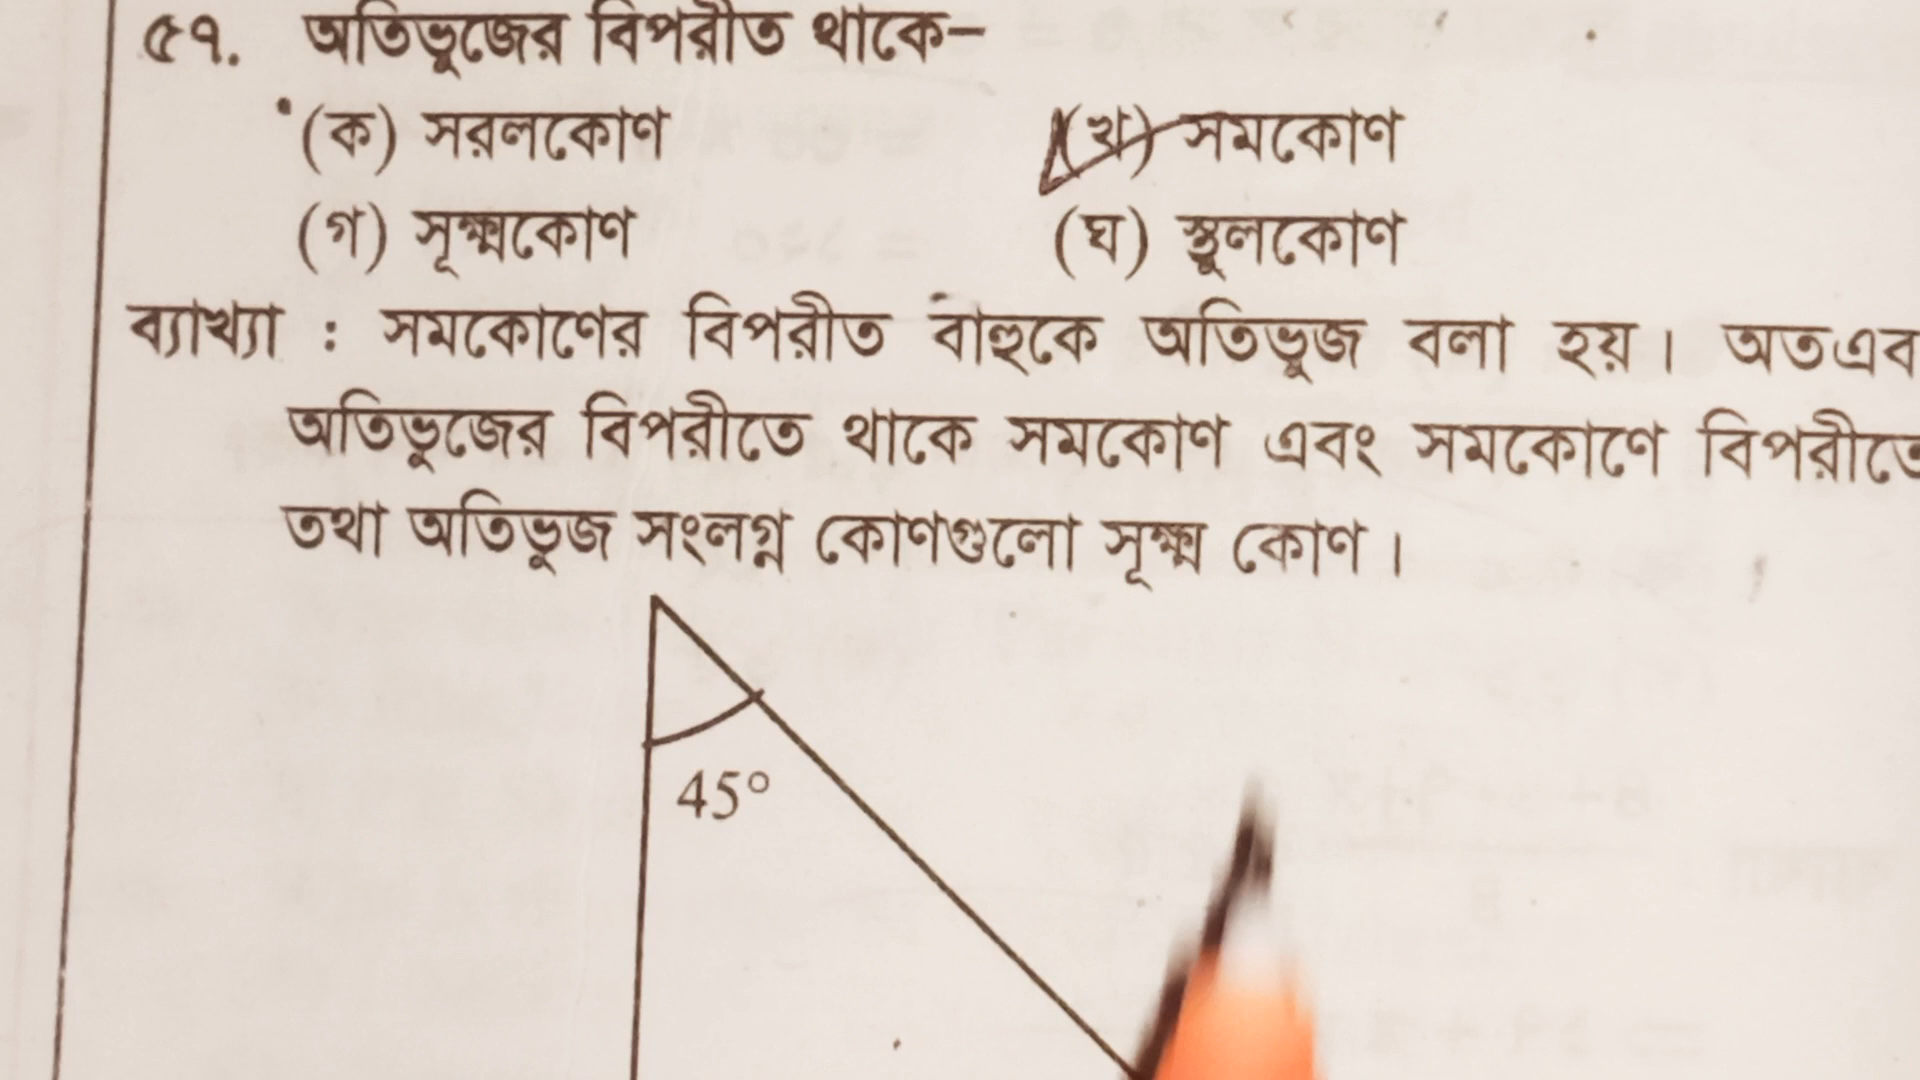 ৫৭. অতিভুজের বিপরীত থাকে–
(ক) সরলকোণ (খ) সমকোণ
(গ) সূক্ষ্মকোণ (ঘ) স্থুলকোণ
ব্যাখ্যা : সমকোণের বিপরীত বাহুকে অতিভুজ বলা হয়। অতএব
অতিভুজের বিপরীতে থাকে সমকোণ এবং সমকোণে বিপরীতে
তথা অতিভুজ সংলগ্ন কোণগুলো সূক্ষ্ম কোণ।
45°